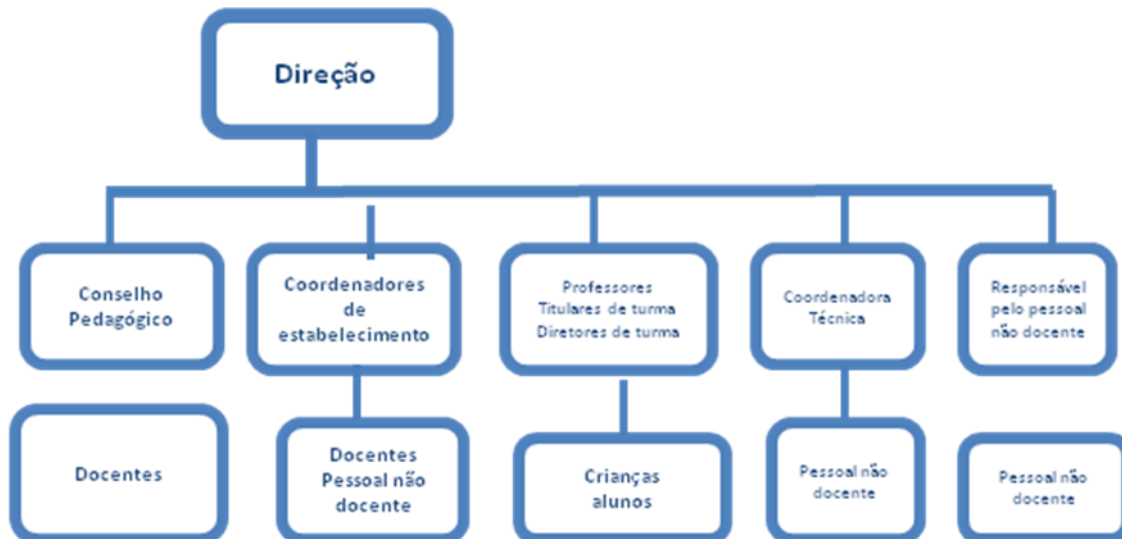 Direção
Conselho
Pedagógico
Coordenadores
de
estabelecimento
Professores
Titulares de turma
Diretores de turma
Coordenadora
Técnica
Responsável
pelo pessoal
não docente
Docentes
Docentes
Pessoal não
docente
Crianças
alunos
Pessoal não
docente
Pessoal não
docente